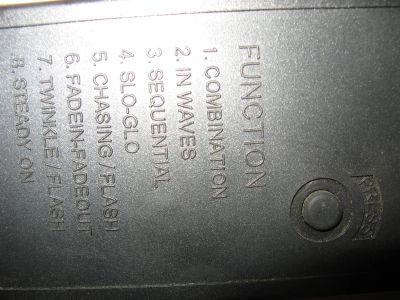 PRESS
FUNCTION
1. COMBINATION
2. IN WAVES
3. SEQUENTIAL
4. SLO-GLO
5. CHASING/FLASH
6. FADEIN-FADEOUT
7. TWINKLE/FLASH
8. STEADY ON